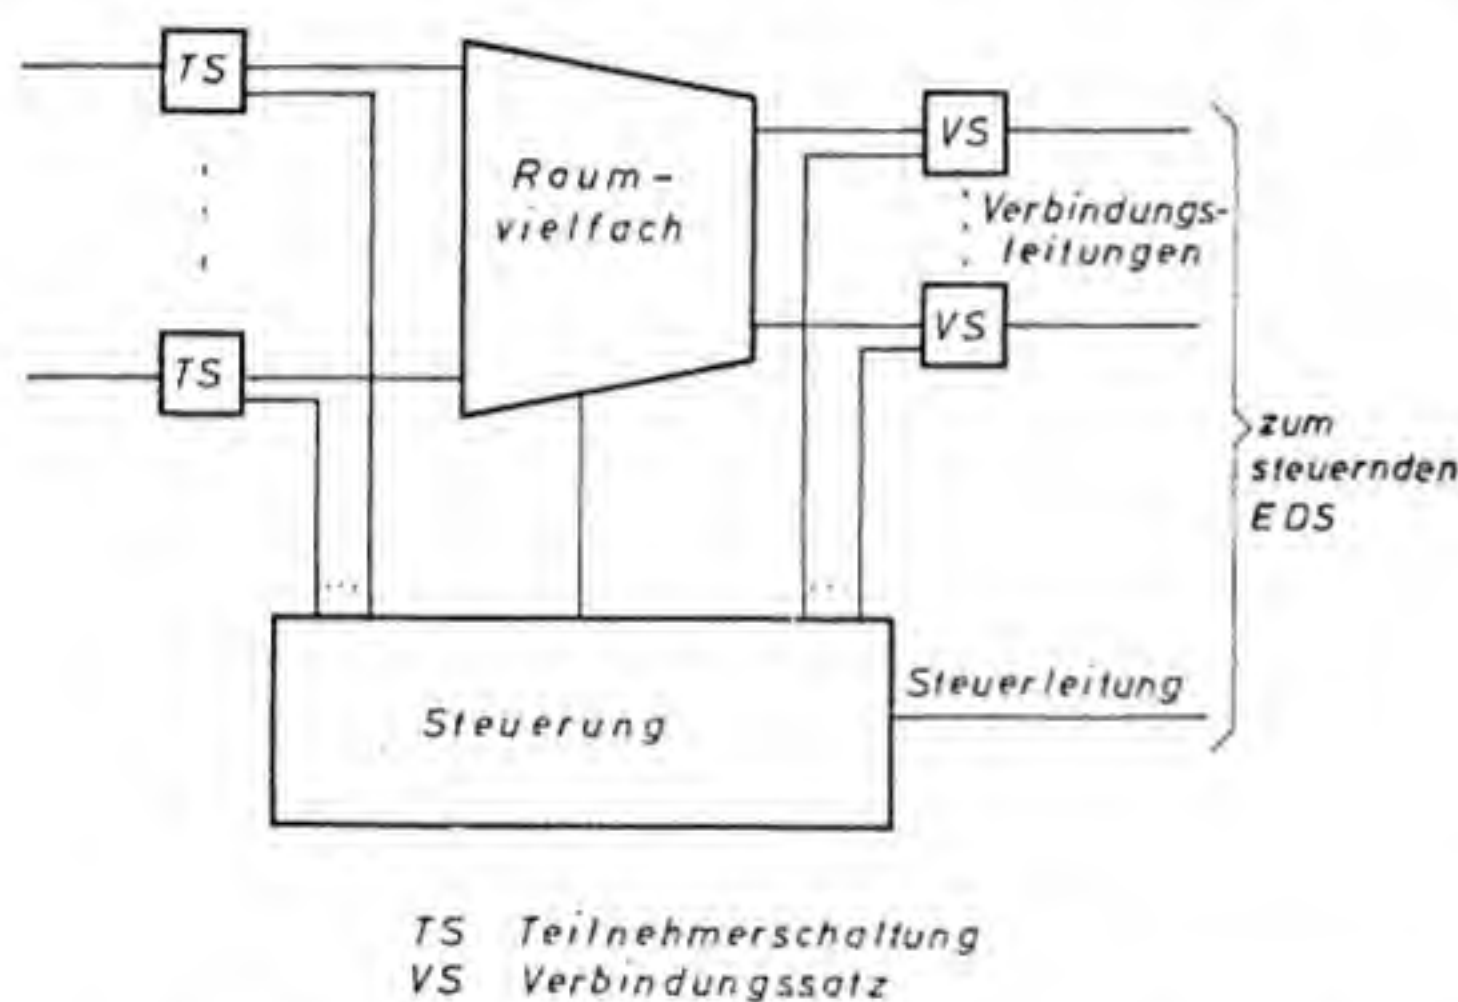 TS
TS
Raum-
vielfach
VS
Verbindungs-
leitungen
VS
zum
steuernden
EDS
Steuerung
Steuerleitung
TS Teilnehmerschaltung
VS Verbindungssatz